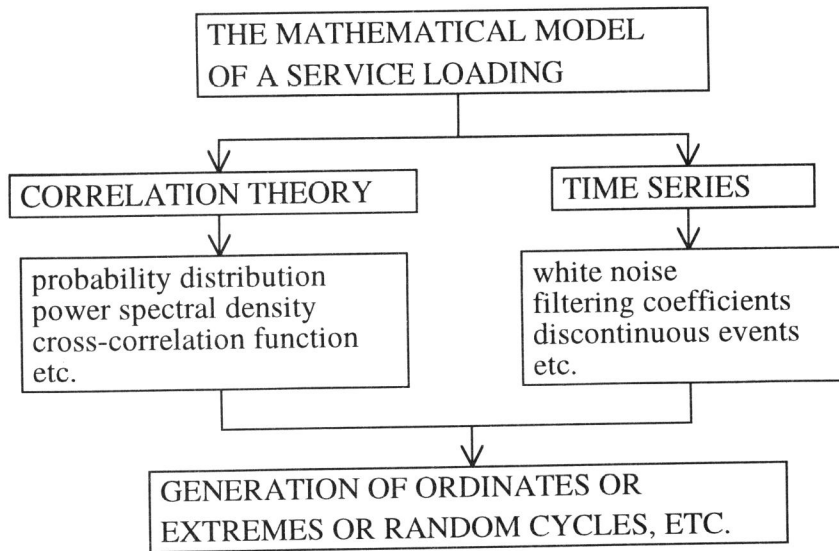 THE MATHEMATICAL MODEL
OF A SERVICE LOADING
CORRELATION THEORY
TIME SERIES
probability distribution
power spectral density
cross-correlation function
etc.
white noise
filtering coefficients
discontinuous events
etc.
GENERATION OF ORDINATES OR
EXTREMES OR RANDOM CYCLES, ETC.